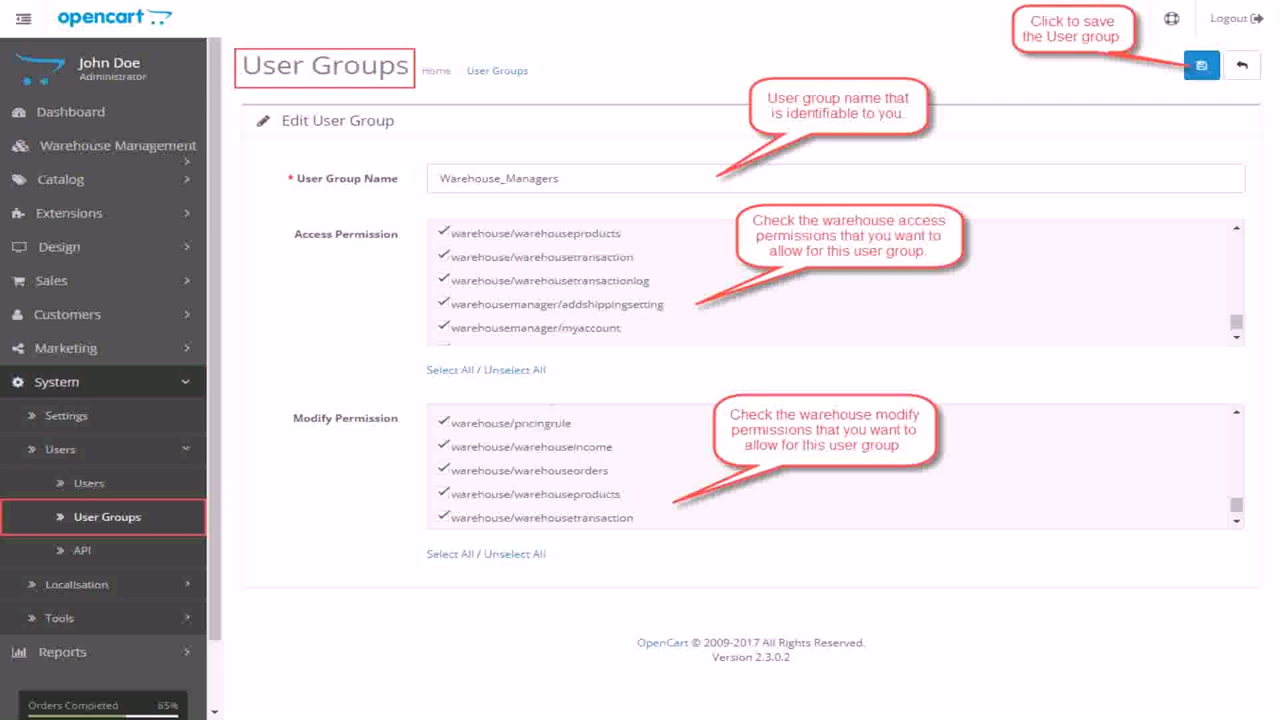 opencart
Logout
Click to save
the User group.
John Doe
Administrator
User Groups
Home
User Groups
Dashboard
Warehouse Management
Catalog
Extensions
Design
Sales
Customers
Marketing
System
Settings
Users
Users
User Groups
API
Localisation
Tools
Reports
Orders Completed 65%
Edit User Group
User group name that
is identifiable to you.
* User Group Name
Warehouse_Managers
Access Permission
warehouse/warehouseproducts
warehouse/warehousetransaction
warehouse/warehousetransactionlog
warehousemanager/addshippingsetting
warehousemanager/myaccount
Check the warehouse access
permissions that you want to
allow for this user group.
Select All / Unselect All
Modify Permission
warehouse/pricingrule
warehouse/warehouseincome
warehouse/warehouseorders
warehouse/warehouseproducts
warehouse/warehousetransaction
Check the warehouse modify
permissions that you want to
allow for this user group.
Select All / Unselect All
OpenCart © 2009-2017 All Rights Reserved.
Version 2.3.0.2